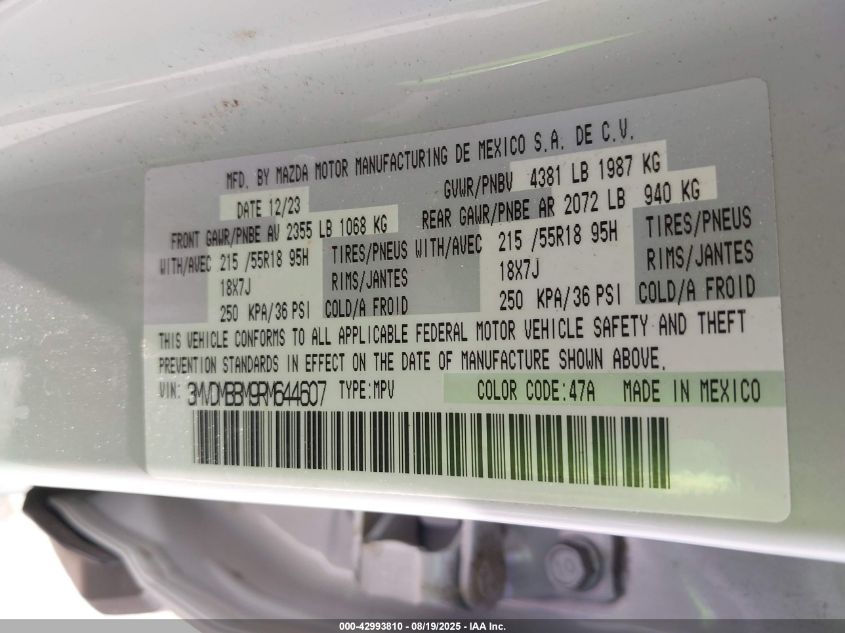 MFD. BY MAZDA MOTOR MANUFACTURING DE MEXICO S.A. DE C.V.
DATE 12/23 GVWR/PNBV 4381 LB 1987 KG
FRONT GAWR/PNBE AV 2355 LB 1068 KG REAR GAWR/PNBE AR 2072 LB 940 KG
WITH/AVEC 215 /55R18 95H TIRES/PNEUS WITH/AVEC 215 /55R18 95H TIRES/PNEUS
18X7J RIMS/JANTES 18X7J RIMS/JANTES
250 KPA/36 PSI COLD/A FROID 250 KPA/36 PSI COLD/A FROID
THIS VEHICLE CONFORMS TO ALL APPLICABLE FEDERAL MOTOR VEHICLE SAFETY AND THEFT
PREVENTION STANDARDS IN EFFECT ON THE DATE OF MANUFACTURE SHOWN ABOVE.
VIN: 3MVDMBBM9RM644607 TYPE:MPV COLOR CODE:47A MADE IN MEXICO
000-42993810 - 08/19/2025 - IAA Inc.